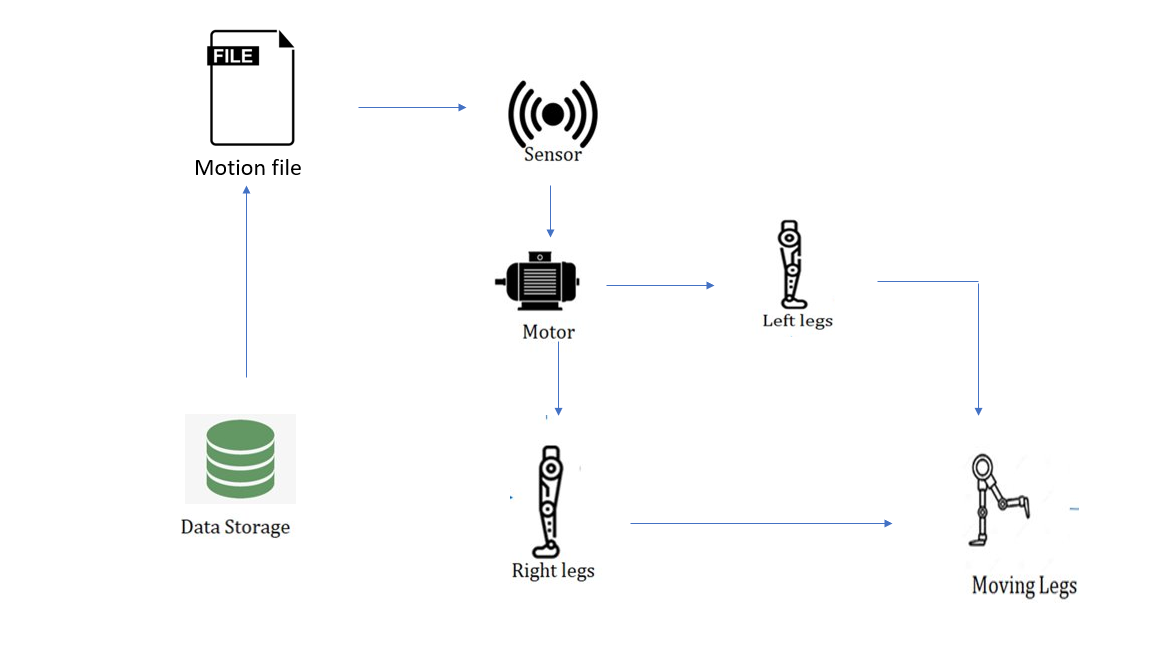 FILE
Motion file
Sensor
Motor
Left legs
Data Storage
Right legs
Moving Legs